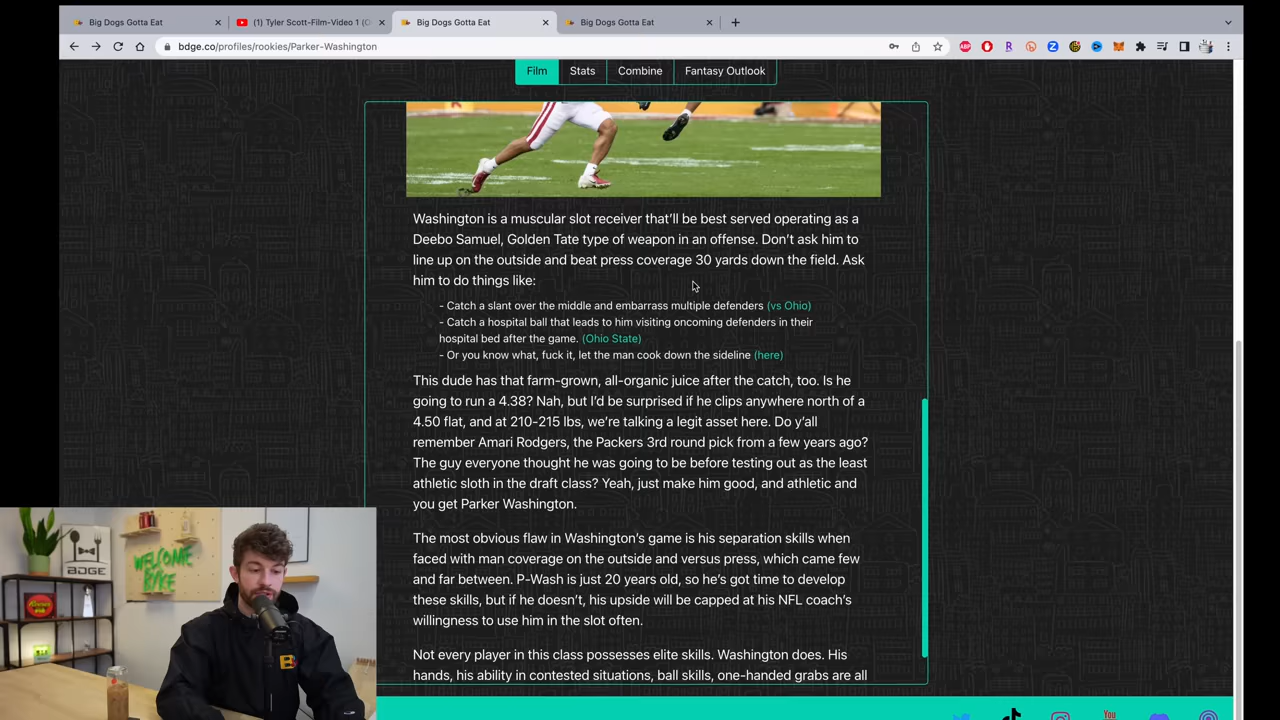 Big Dogs Gotta Eat
(1) Tyler Scott-Film-Video 1 (O
Big Dogs Gotta Eat
Big Dogs Gotta Eat
bdge.co/profiles/rookies/Parker-Washington
Film
Stats
Combine
Fantasy Outlook
Washington is a muscular slot receiver that'll be best served operating as a
Deebo Samuel, Golden Tate type of weapon in an offense. Don't ask him to
line up on the outside and beat press coverage 30 yards down the field. Ask
him to do things like:
- Catch a slant over the middle and embarrass multiple defenders (vs Ohio)
- Catch a hospital ball that leads to him visiting oncoming defenders in their
hospital bed after the game. (Ohio State)
- Or you know what, fuck it, let the man cook down the sideline (here)
This dude has that farm-grown, all-organic juice after the catch, too. Is he
going to run a 4.38? Nah, but I'd be surprised if he clips anywhere north of a
4.50 flat, and at 210-215 lbs, we're talking a legit asset here. Do y'all
remember Amari Rodgers, the Packers 3rd round pick from a few years ago?
The guy everyone thought he was going to be before testing out as the least
athletic sloth in the draft class? Yeah, just make him good, and athletic and
you get Parker Washington.
The most obvious flaw in Washington's game is his separation skills when
faced with man coverage on the outside and versus press, which came few
and far between. P-Wash is just 20 years old, so he's got time to develop
these skills, but if he doesn't, his upside will be capped at his NFL coach's
willingness to use him in the slot often.
Not every player in this class possesses elite skills. Washington does. His
hands, his ability in contested situations, ball skills, one-handed grabs are all
BDGE
WELCOME
RYKE
You